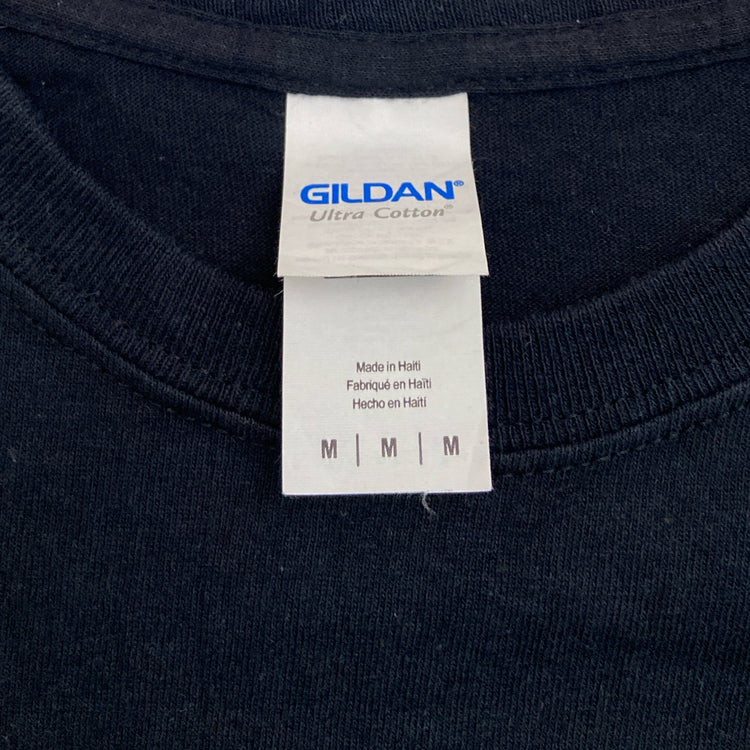 GILDAN®
Ultra Cotton®
Made in Haiti
Fabriqué en Haïti
Hecho en Haití
M | M | M